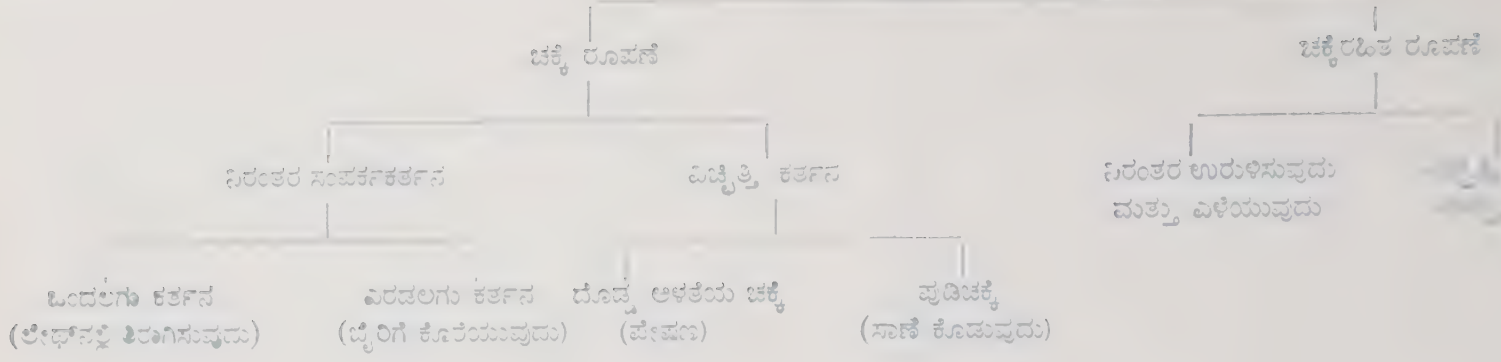 ಚಕ್ಕೆ ರೂಪಣೆ
ಚಕ್ಕೆರಹಿತ ರೂಪಣೆ
ನಿರಂತರ ಸಂಪರ್ಕಕರ್ತನ
ವಿಚ್ಛಿತ್ತಿ ಕರ್ತನ
ನಿರಂತರ ಉರುಳಿಸುವುದು
ಮತ್ತು ಎಳೆಯುವುದು
ಒಂದಲಗು ಕರ್ತನ
(ಲೇಥ್‌ನಲ್ಲಿ ತಿರುಗಿಸುವುದು)
ಎರಡಲಗು ಕರ್ತನ
(ಬೈರಿಗೆ ಕೊರೆಯುವುದು)
ದೊಡ್ಡ ಅಳತೆಯ ಚಕ್ಕೆ
(ಪೇಷಣ)
ಪುಡಿಚಕ್ಕೆ
(ಸಾಣೆ ಕೊಡುವುದು)